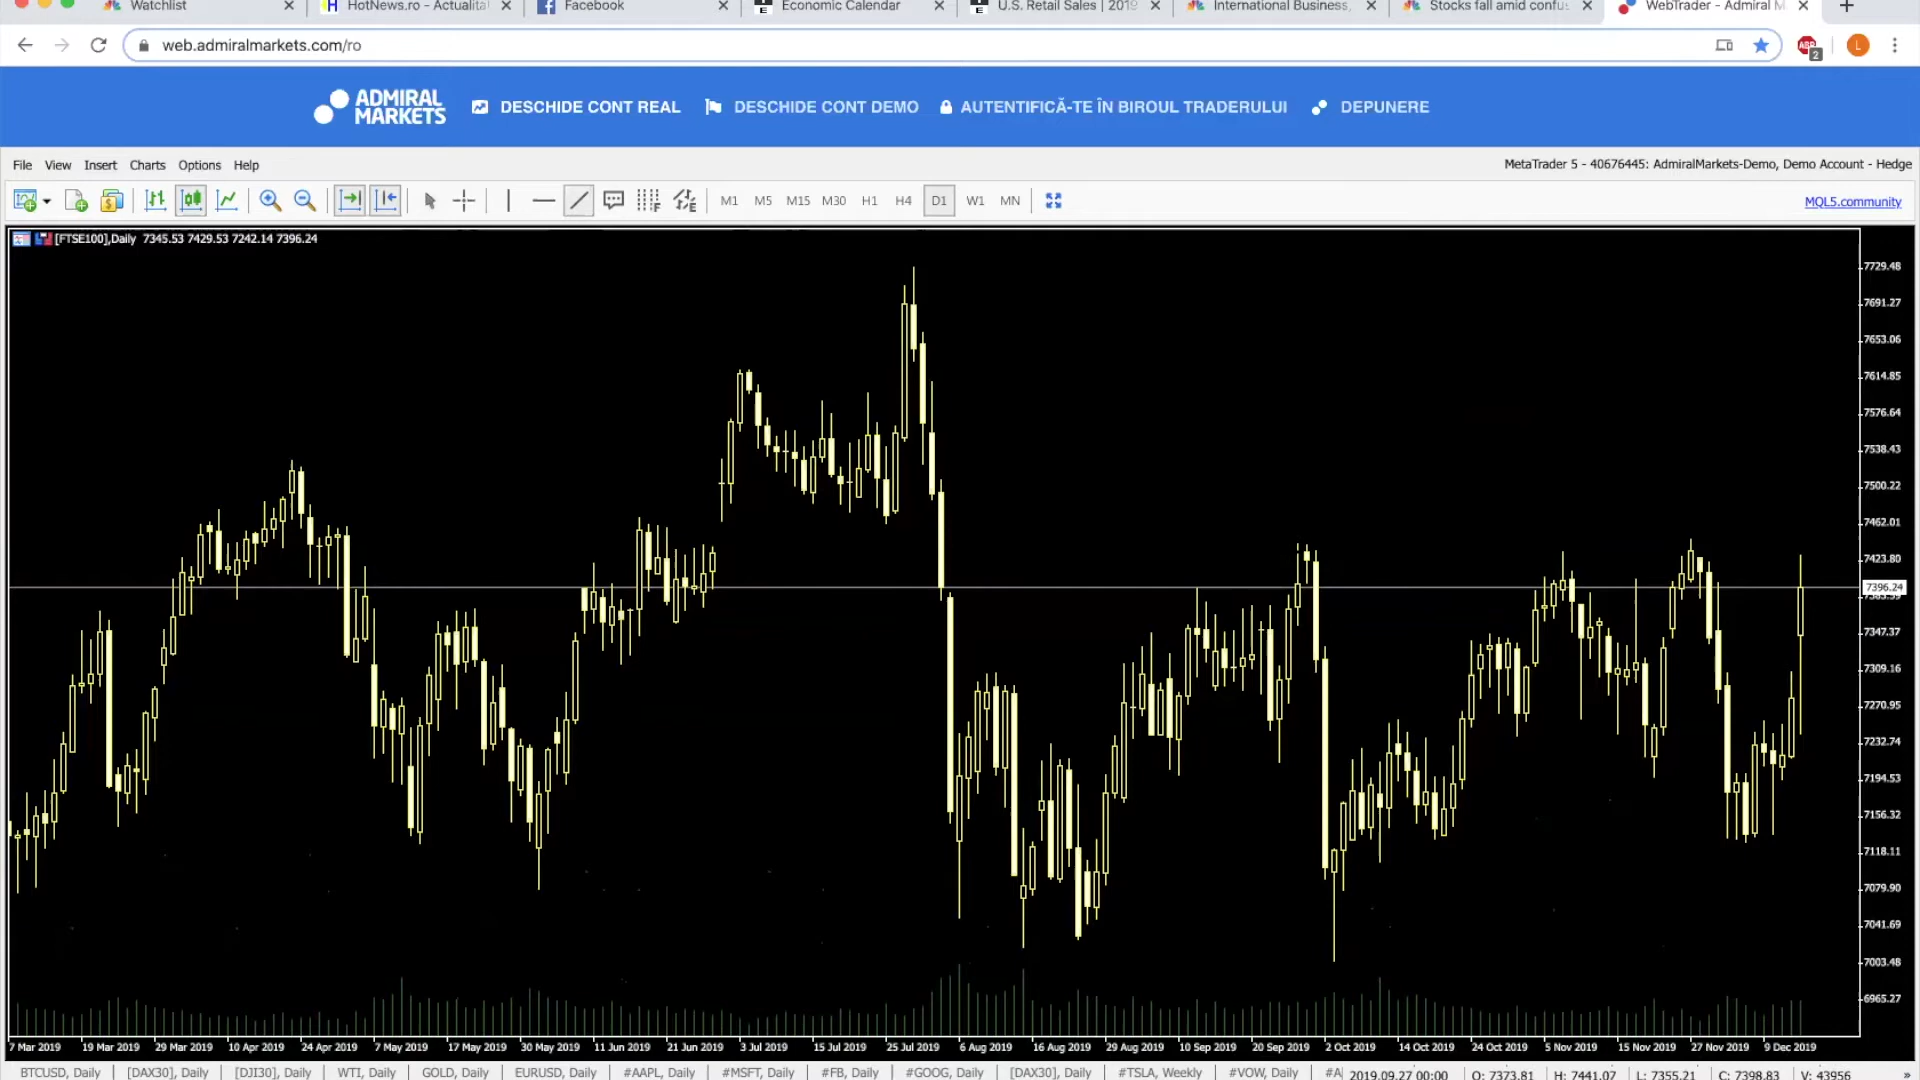 Watchlist
HotNews.ro - Actualita
Facebook
Economic Calendar
U.S. Retail Sales | 2019
International Business,
Stocks fall amid confus
WebTrader - Admiral M
web.admiralmarkets.com/ro
ABP
2
L
ADMIRAL
MARKETS
DESCHIDE CONT REAL
DESCHIDE CONT DEMO
AUTENTIFICĂ-TE ÎN BIROUL TRADERULUI
DEPUNERE
File View Insert Charts Options Help
MetaTrader 5 - 40676445: AdmiralMarkets-Demo, Demo Account - Hedge
M1 M5 M15 M30 H1 H4 D1 W1 MN
MQL5.community
[FTSE100],Daily 7345.53 7429.53 7242.14 7396.24
7729.48
7691.27
7653.06
7614.85
7576.64
7538.43
7500.22
7462.01
7423.80
7396.24
7347.37
7309.16
7270.95
7232.74
7194.53
7156.32
7118.11
7079.90
7041.69
7003.48
6965.27
7 Mar 2019 19 Mar 2019 29 Mar 2019 10 Apr 2019 24 Apr 2019 7 May 2019 17 May 2019 30 May 2019 11 Jun 2019 21 Jun 2019 3 Jul 2019 15 Jul 2019 25 Jul 2019 6 Aug 2019 16 Aug 2019 29 Aug 2019 10 Sep 2019 20 Sep 2019 2 Oct 2019 14 Oct 2019 24 Oct 2019 5 Nov 2019 15 Nov 2019 27 Nov 2019 9 Dec 2019
BTCUSD, Daily [DAX30], Daily [DJI30], Daily WTI, Daily GOLD, Daily EURUSD, Daily #AAPL, Daily #MSFT, Daily #FB, Daily #GOOG, Daily [DAX30], Daily #TSLA, Weekly #VOW, Daily #A 2019.09.27 00:00 O: 7373.81 H: 7441.07 L: 7355.21 C: 7398.83 V: 43956 »